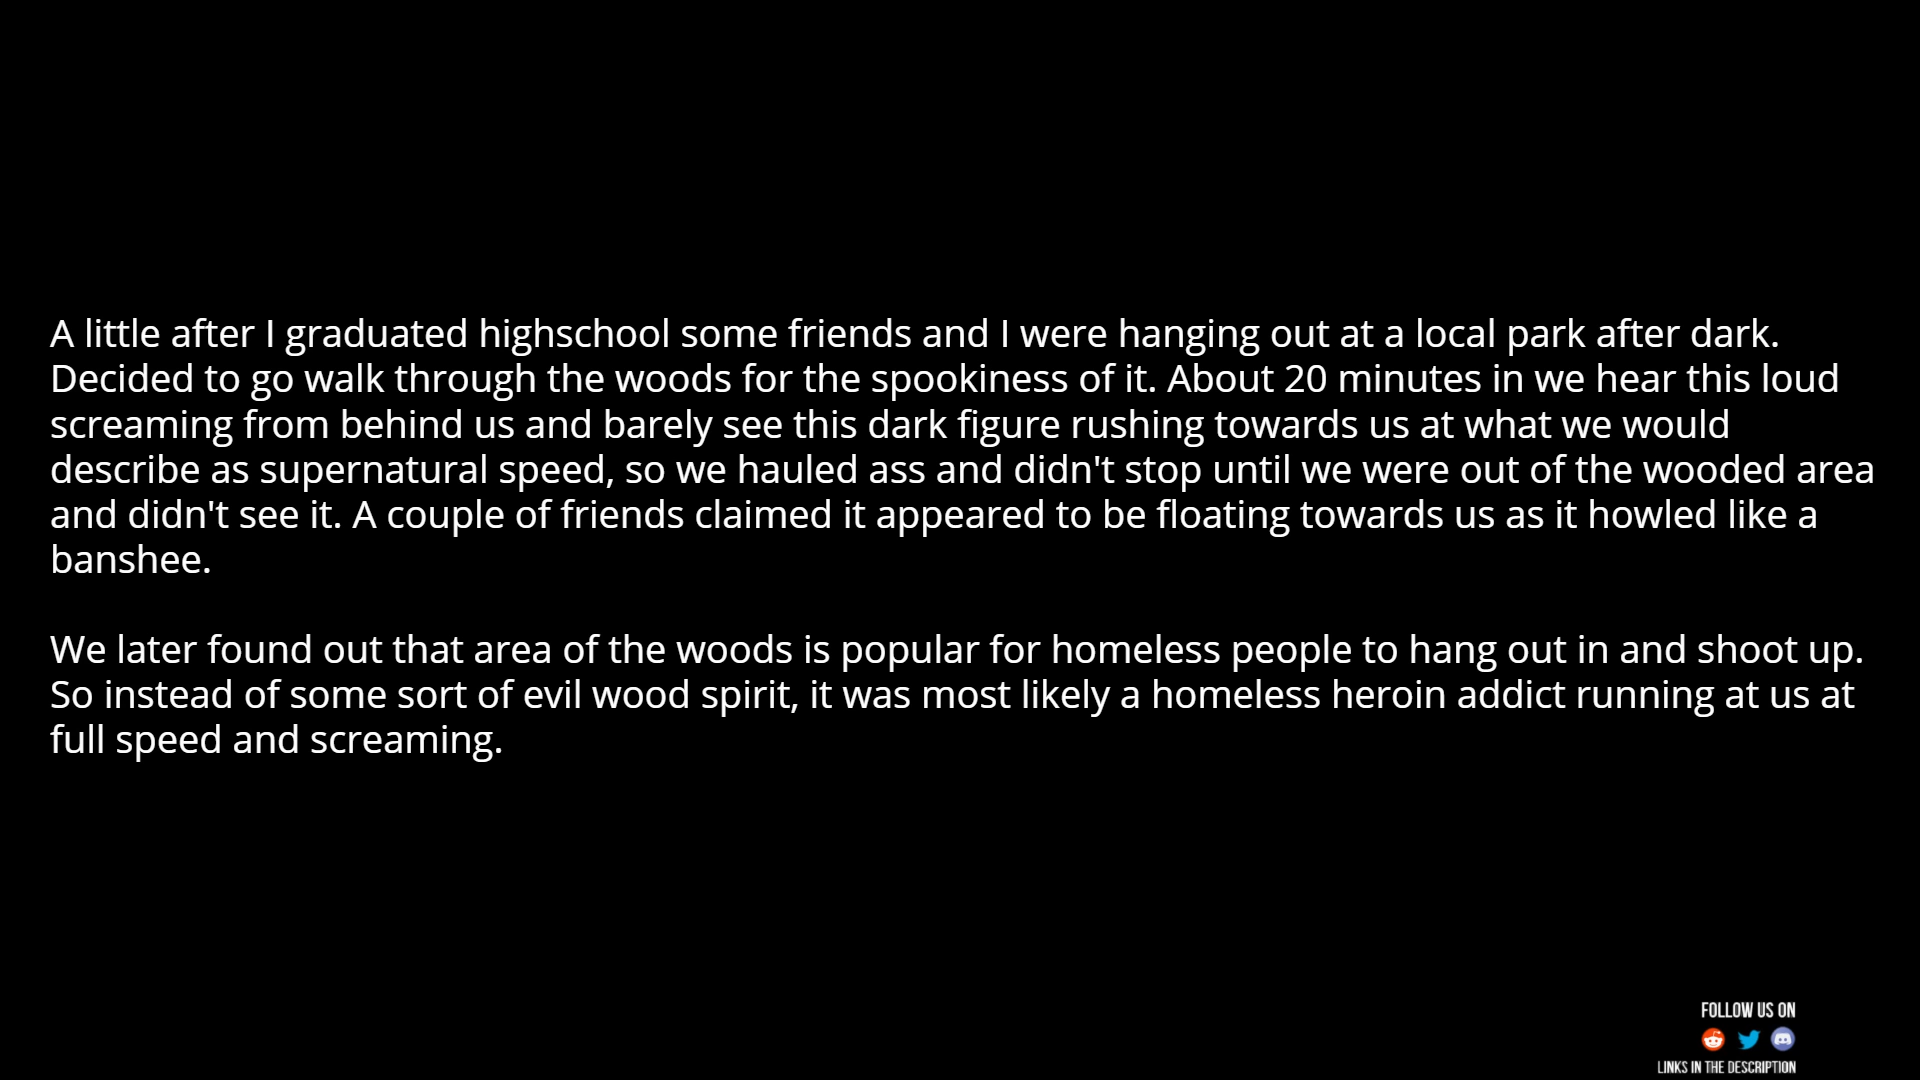 A little after I graduated highschool some friends and I were hanging out at a local park after dark.
Decided to go walk through the woods for the spookiness of it. About 20 minutes in we hear this loud
screaming from behind us and barely see this dark figure rushing towards us at what we would
describe as supernatural speed, so we hauled ass and didn't stop until we were out of the wooded area
and didn't see it. A couple of friends claimed it appeared to be floating towards us as it howled like a
banshee.
We later found out that area of the woods is popular for homeless people to hang out in and shoot up.
So instead of some sort of evil wood spirit, it was most likely a homeless heroin addict running at us at
full speed and screaming.
FOLLOW US ON
LINKS IN THE DESCRIPTION